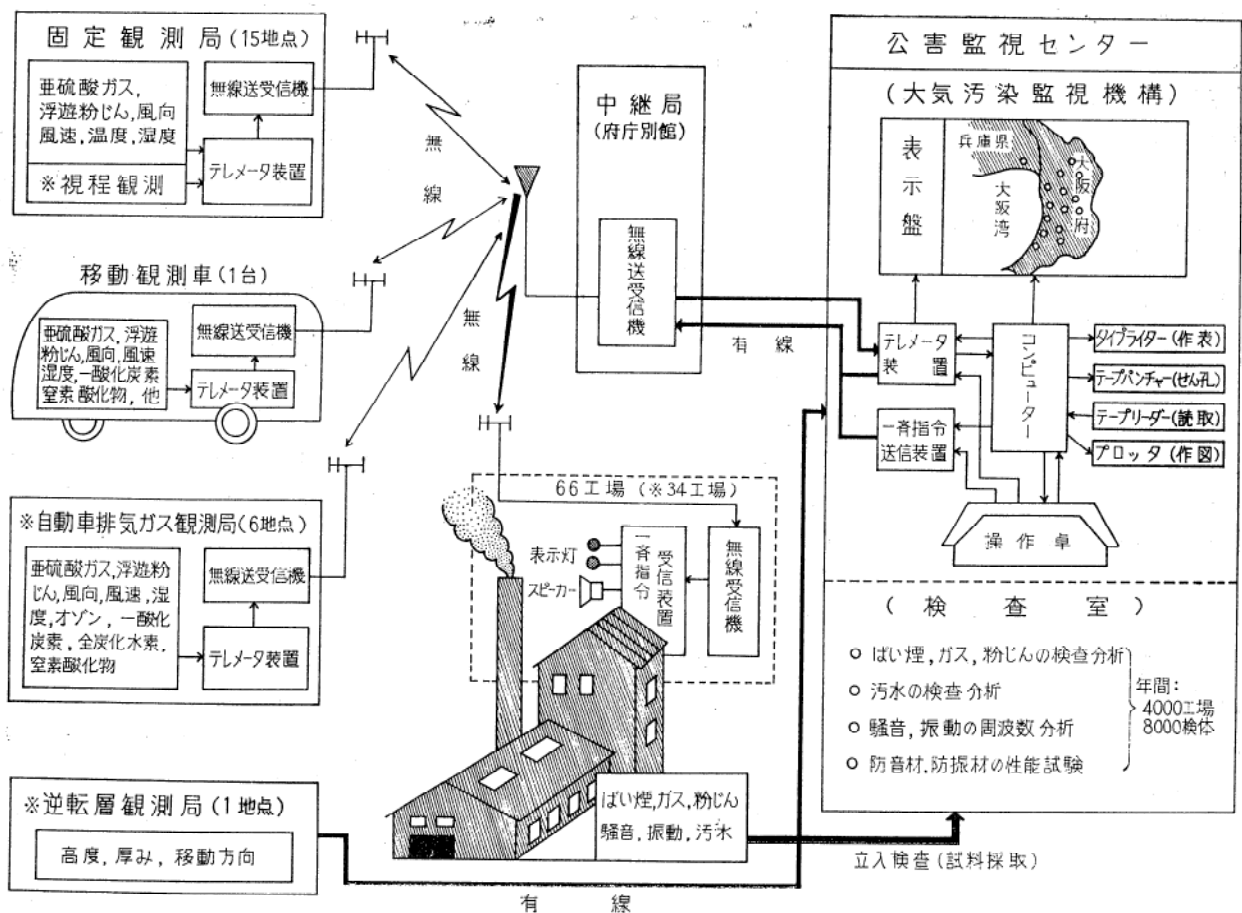 固定観測局(15地点)
亜硫酸ガス,
浮遊粉じん,風向
風速,温度,湿度
※視程観測
無線送受信機
テレメータ装置
無線
移動観測車(1台)
亜硫酸ガス,浮遊
粉じん,風向,風速
湿度,一酸化炭素
窒素酸化物,他
無線送受信機
テレメータ装置
無線
※自動車排気ガス観測局(6地点)
亜硫酸ガス,浮遊粉
じん,風向,風速,湿
度,オゾン,一酸化
炭素,全炭化水素,
窒素酸化物
無線送受信機
テレメータ装置
※逆転層観測局(1地点)
高度,厚み,移動方向
有線
中継局
(府庁別館)
無線送受信機
有線
66工場(※34工場)
表示灯
スピーカー
一斉指令
受信装置
無線受信機
ばい煙,ガス,粉じん
騒音,振動,汚水
立入検査(試料採取)
公害監視センター
(大気汚染監視機構)
表示盤
兵庫県
大阪府
大阪湾
テレメータ
装置
コンピューター
一斉指令
送信装置
タイプライター(作表)
テープパンチャー(せん孔)
テープリーダー(読取)
プロッタ(作図)
操作卓
(検査室)
○ ばい煙,ガス,粉じんの検査分析
○ 汚水の検査分析
○ 騒音,振動の周波数分析
○ 防音材,防振材の性能試験
年間:
4000工場
8000検体